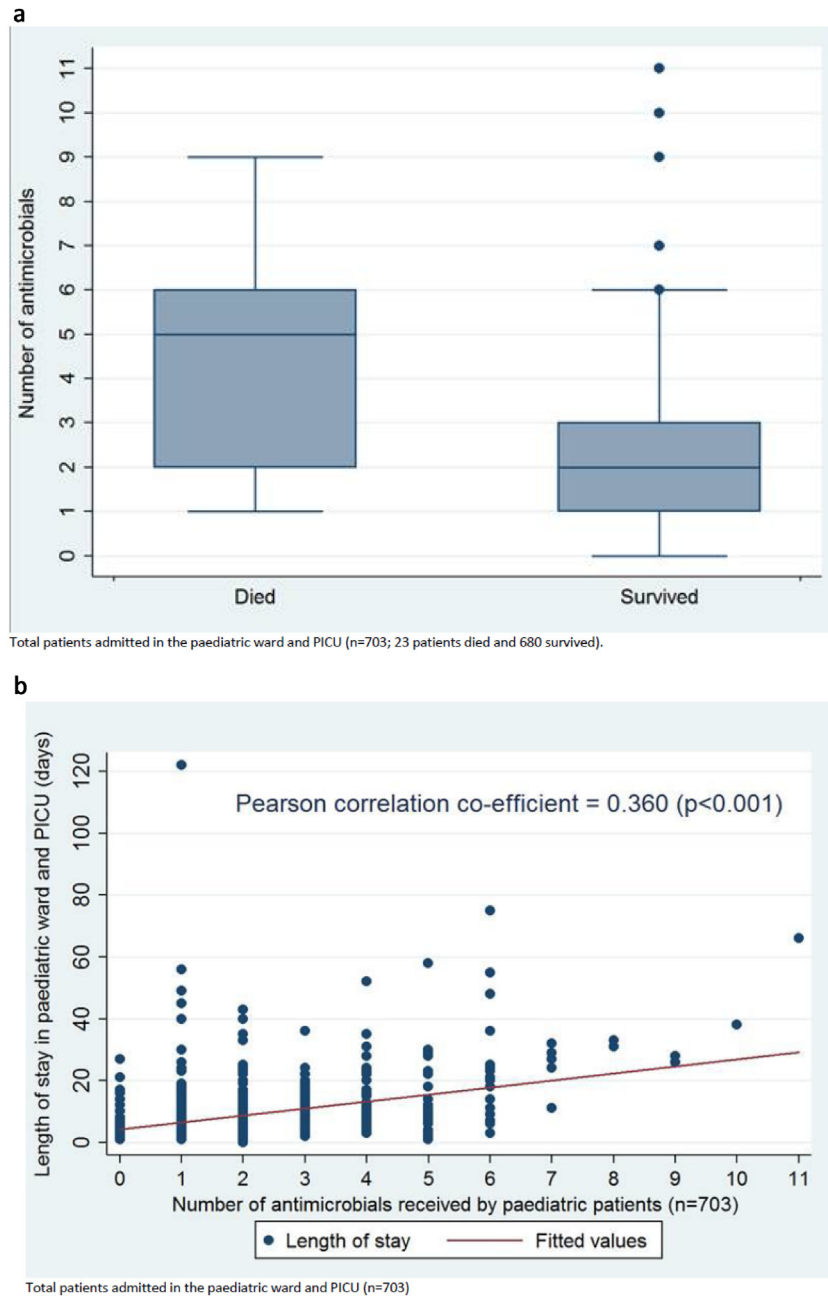 a
Number of antimicrobials
11
10
9
8
7
6
5
4
3
2
1
0
Died Survived
Total patients admitted in the paediatric ward and PICU (n=703; 23 patients died and 680 survived).
b
Length of stay in paediatric ward and PICU (days)
120
100
80
60
40
20
0
Pearson correlation co-efficient = 0.360 (p<0.001)
0 1 2 3 4 5 6 7 8 9 10 11
Number of antimicrobials received by paediatric patients (n=703)
Length of stay Fitted values
Total patients admitted in the paediatric ward and PICU (n=703)